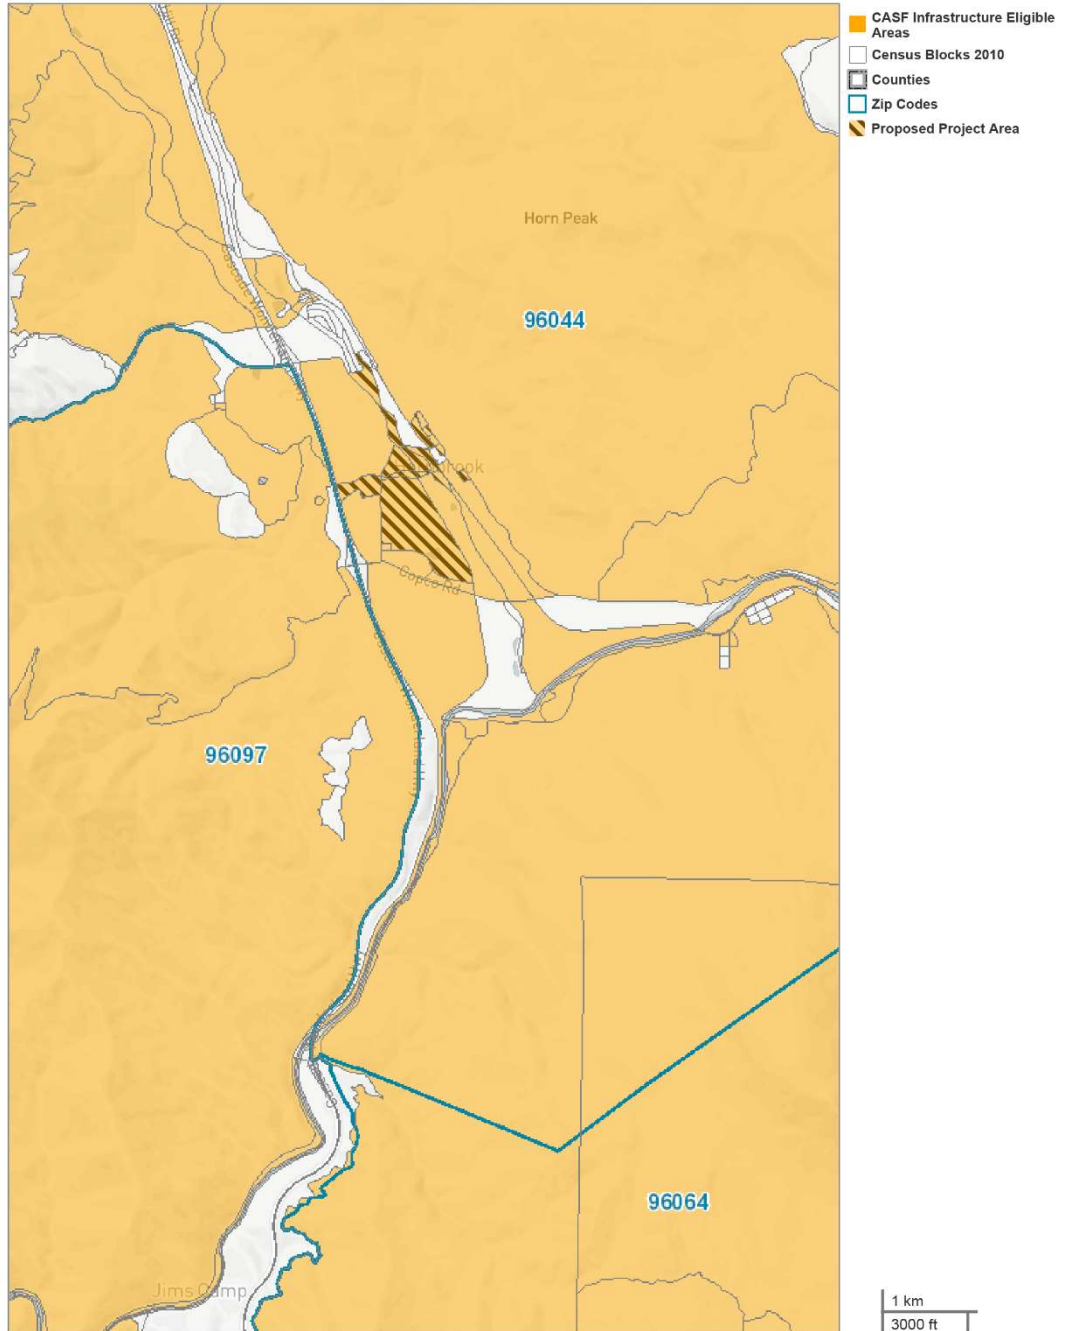 CASF Infrastructure Eligible
Areas
Census Blocks 2010
Counties
Zip Codes
Proposed Project Area
Horn Peak
96044
Copco Rd
96097
96064
Jims Camp
1 km
3000 ft